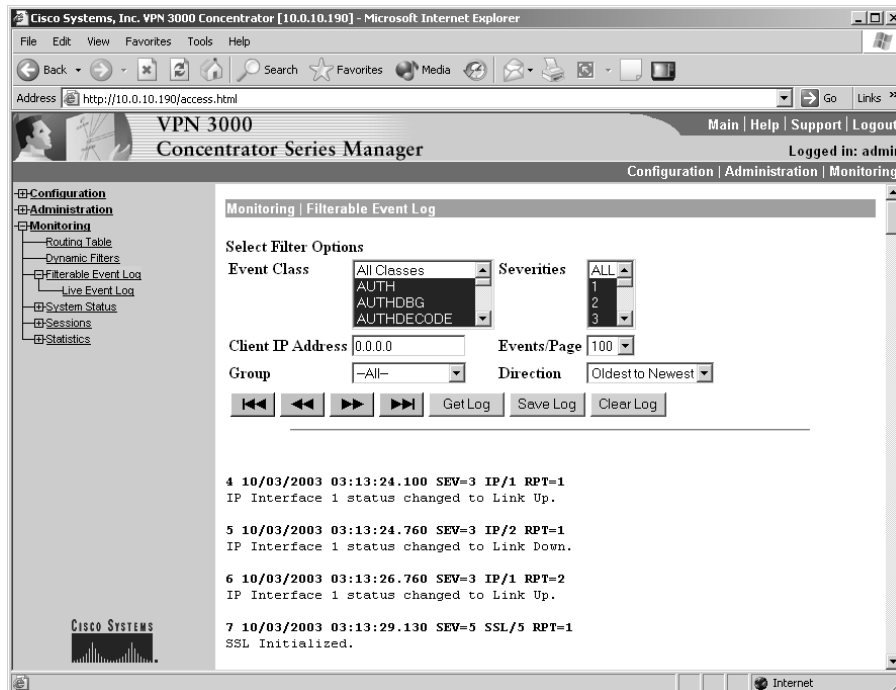 Cisco Systems, Inc. VPN 3000 Concentrator [10.0.10.190] - Microsoft Internet Explorer
File Edit View Favorites Tools Help
Back Search Favorites Media
Address http://10.0.10.190/access.html Go Links »
VPN 3000
Concentrator Series Manager
Main | Help | Support | Logout
Logged in: admin
Configuration | Administration | Monitoring
Configuration
Administration
Monitoring
Routing Table
Dynamic Filters
Filterable Event Log
Live Event Log
System Status
Sessions
Statistics
Monitoring | Filterable Event Log
Select Filter Options
Event Class All Classes Severities ALL
AUTH 1
AUTHDBG 2
AUTHDECODE 3
Client IP Address 0.0.0.0 Events/Page 100
Group --All-- Direction Oldest to Newest
Get Log Save Log Clear Log
4 10/03/2003 03:13:24.100 SEV=3 IP/1 RPT=1
IP Interface 1 status changed to Link Up.
5 10/03/2003 03:13:24.760 SEV=3 IP/2 RPT=1
IP Interface 1 status changed to Link Down.
6 10/03/2003 03:13:26.760 SEV=3 IP/1 RPT=2
IP Interface 1 status changed to Link Up.
7 10/03/2003 03:13:29.130 SEV=5 SSL/5 RPT=1
SSL Initialized.
CISCO SYSTEMS
Internet